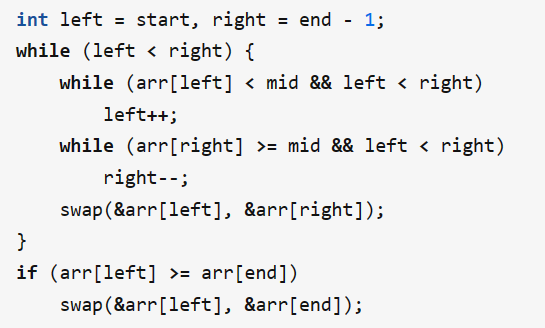 int left = start, right = end - 1;
while (left < right) {
    while (arr[left] < mid && left < right)
        left++;
    while (arr[right] >= mid && left < right)
        right--;
    swap(&arr[left], &arr[right]);
}
if (arr[left] >= arr[end])
    swap(&arr[left], &arr[end]);